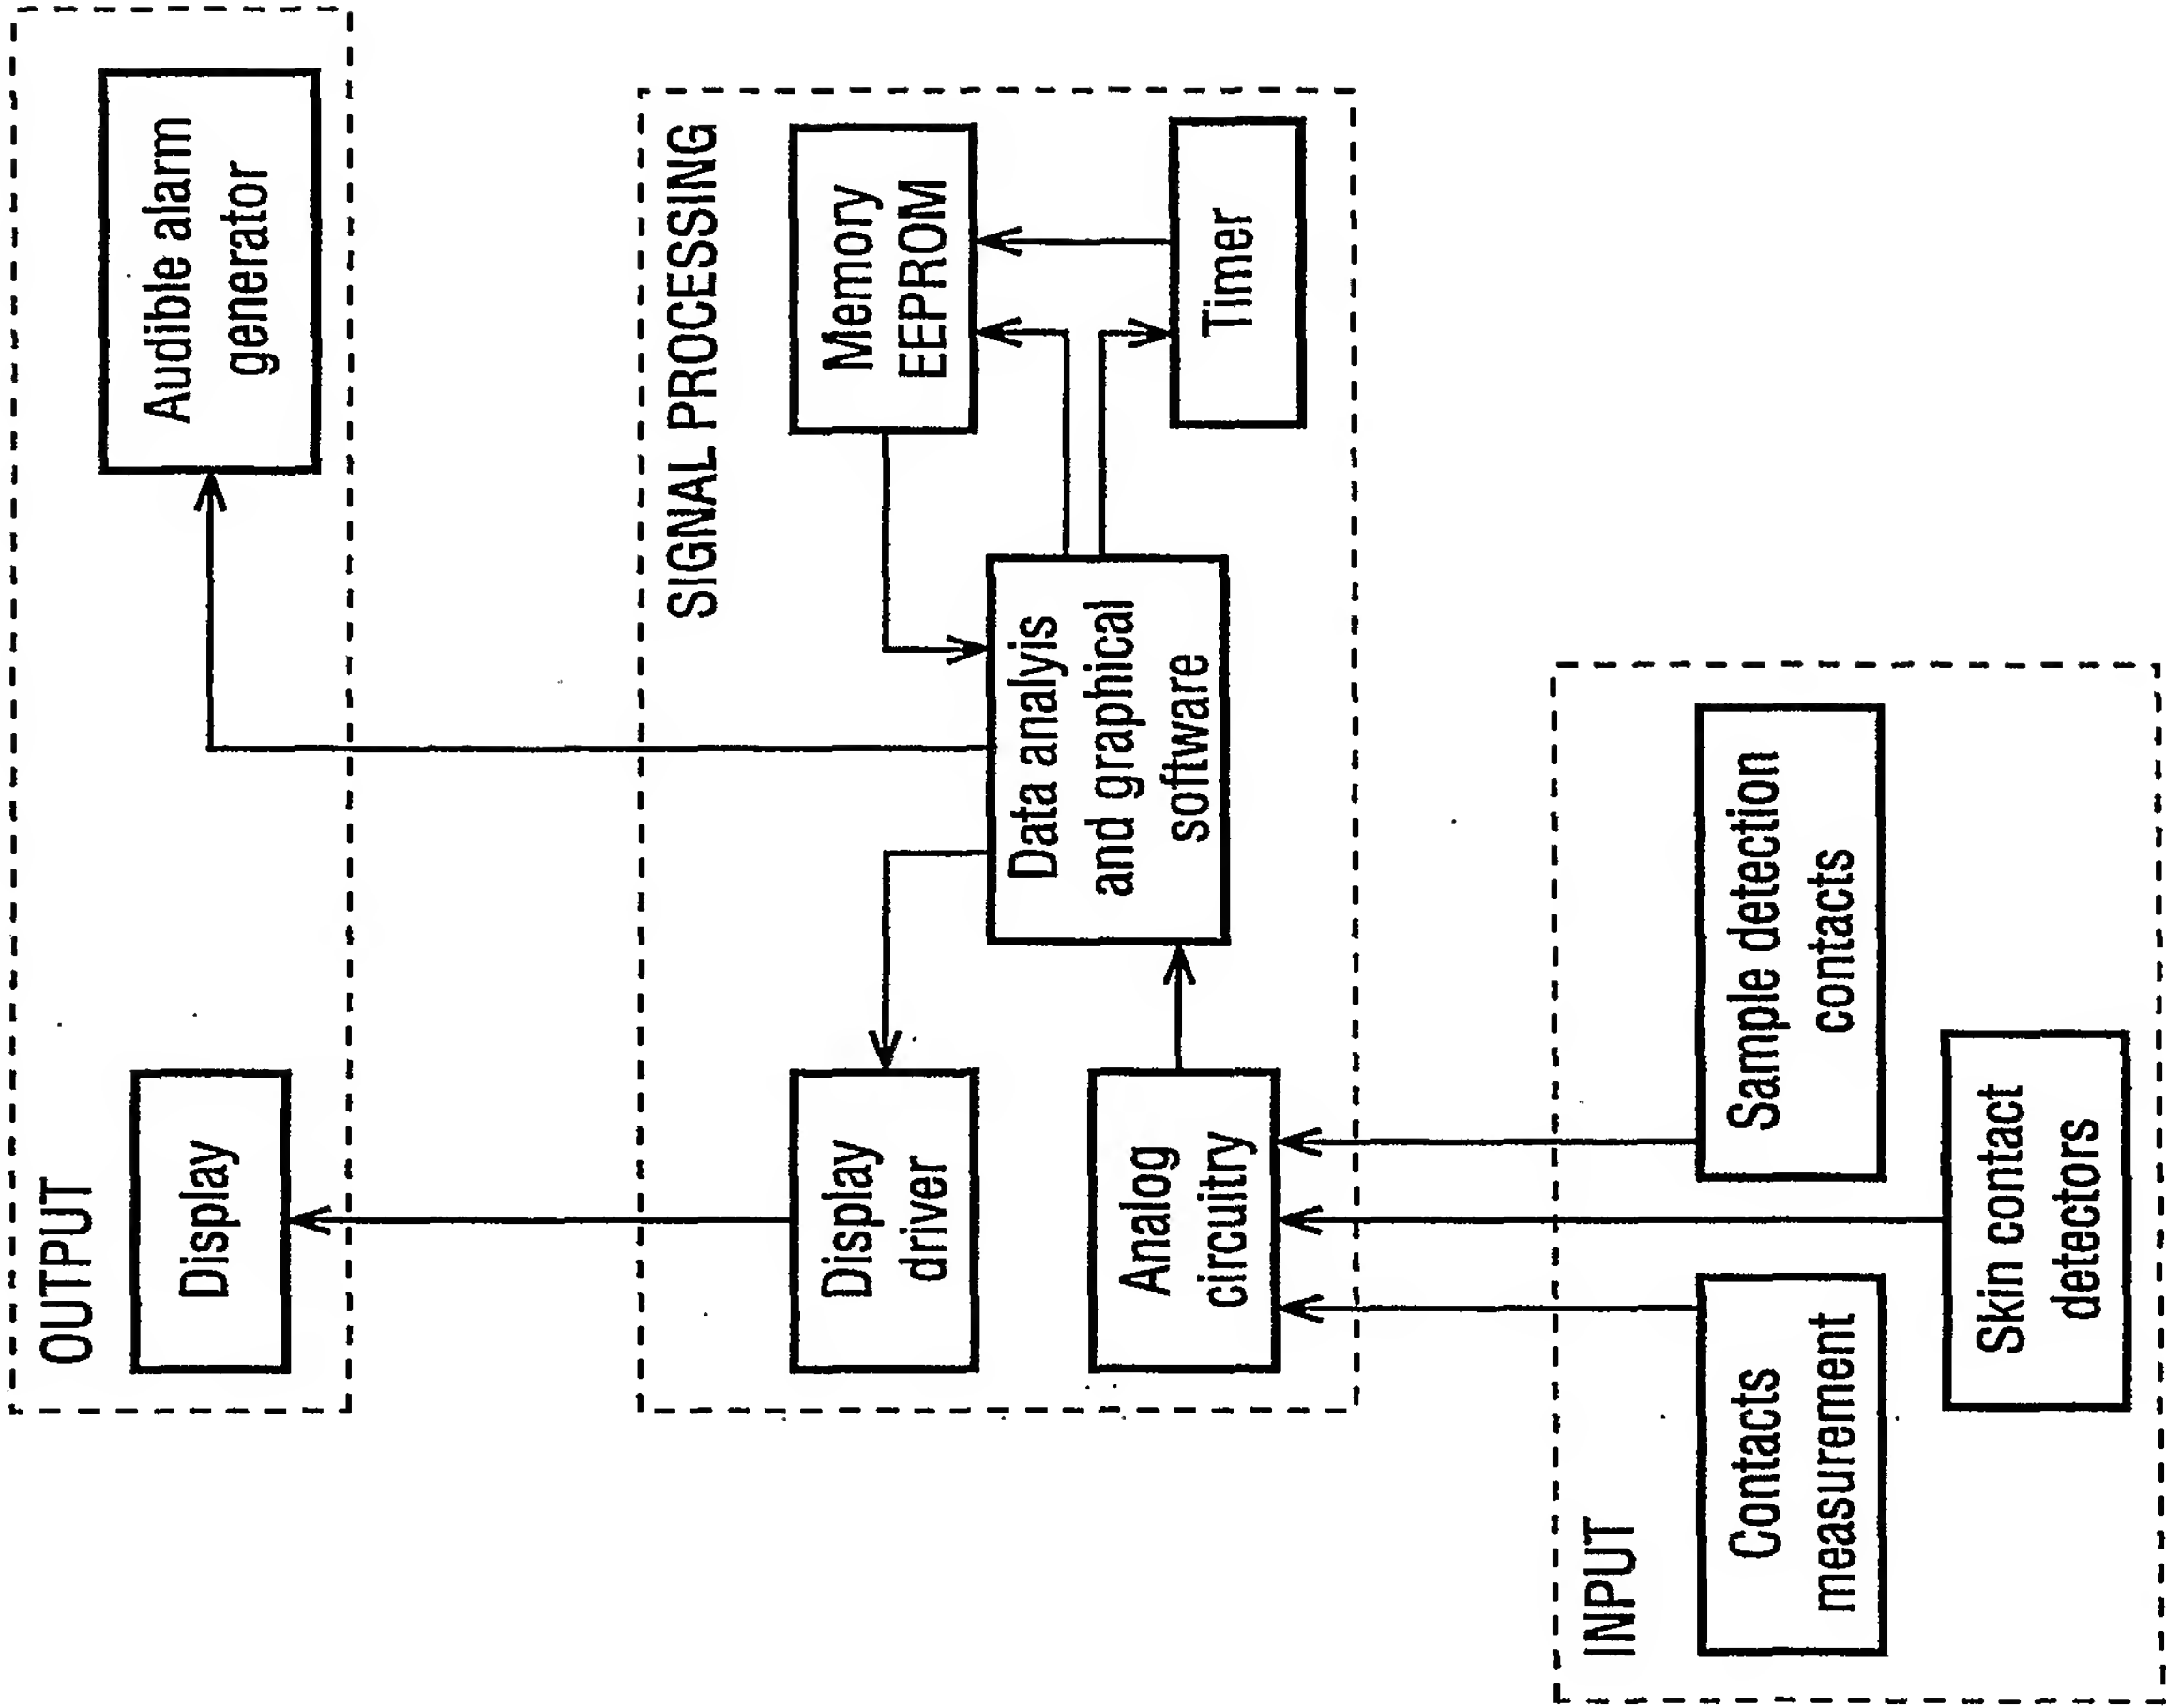 OUTPUT
Display
Audible alarm
generator
SIGNAL PROCESSING
Display
driver
Memory
EEPROM
Data analyis
and graphical
software
Analog
circuitry
Timer
INPUT
Contacts
measurement
Sample detection
contacts
Skin contact
detectors